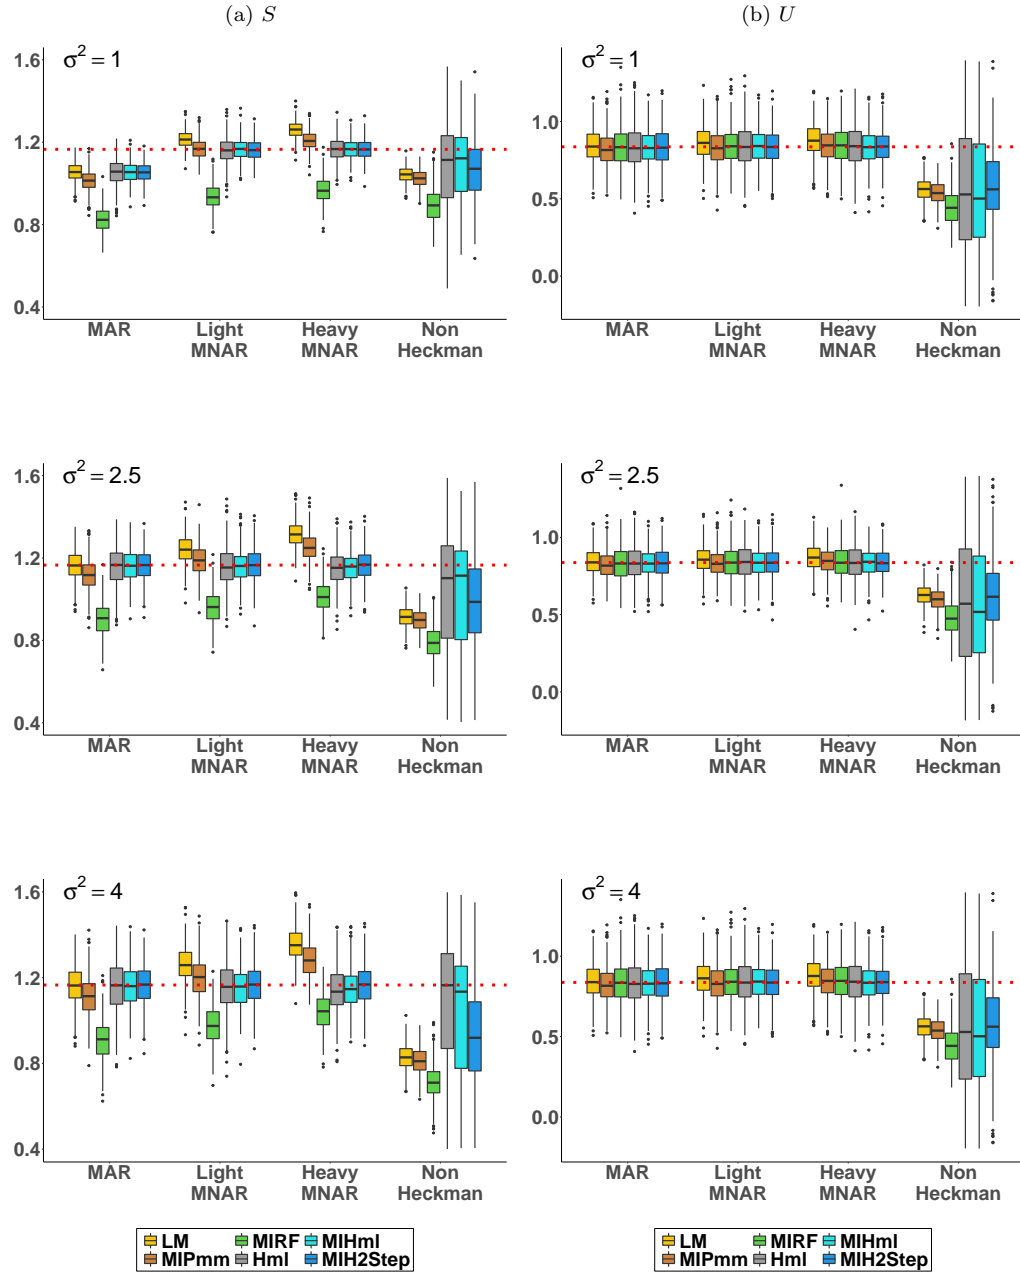 (a) S
(b) U
σ² = 1
1.6
1.2
0.8
0.4
MAR
Light
MNAR
Heavy
MNAR
Non
Heckman
σ² = 1
1.0
0.5
0.0
MAR
Light
MNAR
Heavy
MNAR
Non
Heckman
σ² = 2.5
1.6
1.2
0.8
0.4
MAR
Light
MNAR
Heavy
MNAR
Non
Heckman
σ² = 2.5
1.0
0.5
0.0
MAR
Light
MNAR
Heavy
MNAR
Non
Heckman
σ² = 4
1.6
1.2
0.8
0.4
MAR
Light
MNAR
Heavy
MNAR
Non
Heckman
σ² = 4
1.0
0.5
0.0
MAR
Light
MNAR
Heavy
MNAR
Non
Heckman
LM MIRF MIHml
MIPmm Hml MIH2Step
LM MIRF MIHml
MIPmm Hml MIH2Step